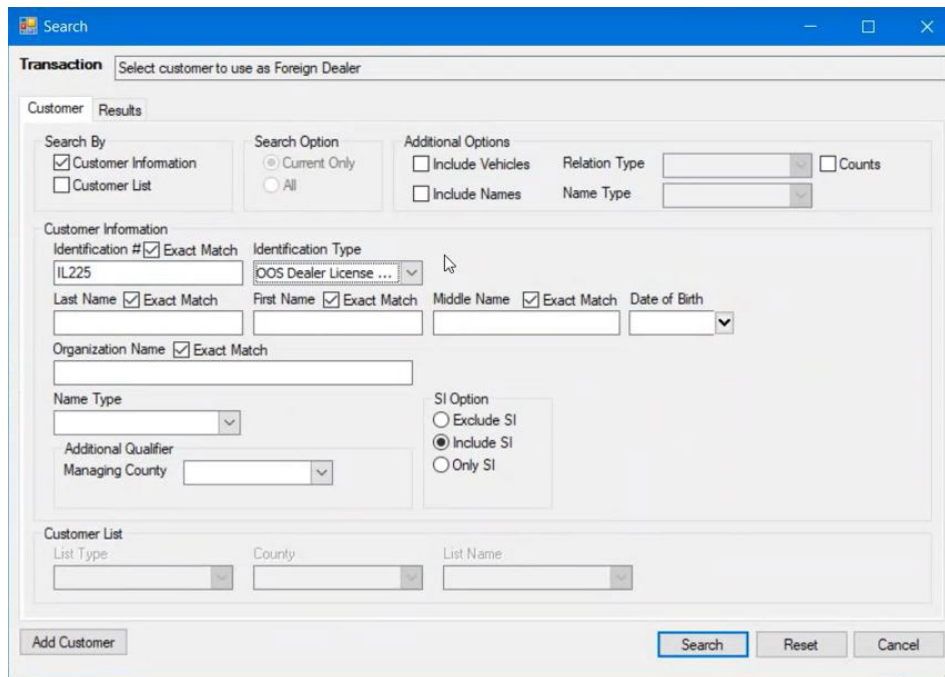 Search
Transaction Select customer to use as Foreign Dealer
Customer Results
Search By Search Option Additional Options
Customer Information Current Only Include Vehicles Relation Type Counts
Customer List All Include Names Name Type
Customer Information
Identification # Exact Match Identification Type
IL225 OOS Dealer License ...
Last Name Exact Match First Name Exact Match Middle Name Exact Match Date of Birth
Organization Name Exact Match
Name Type SI Option
Exclude SI
Additional Qualifier Include SI
Managing County Only SI
Customer List
List Type County List Name
Add Customer Search Reset Cancel